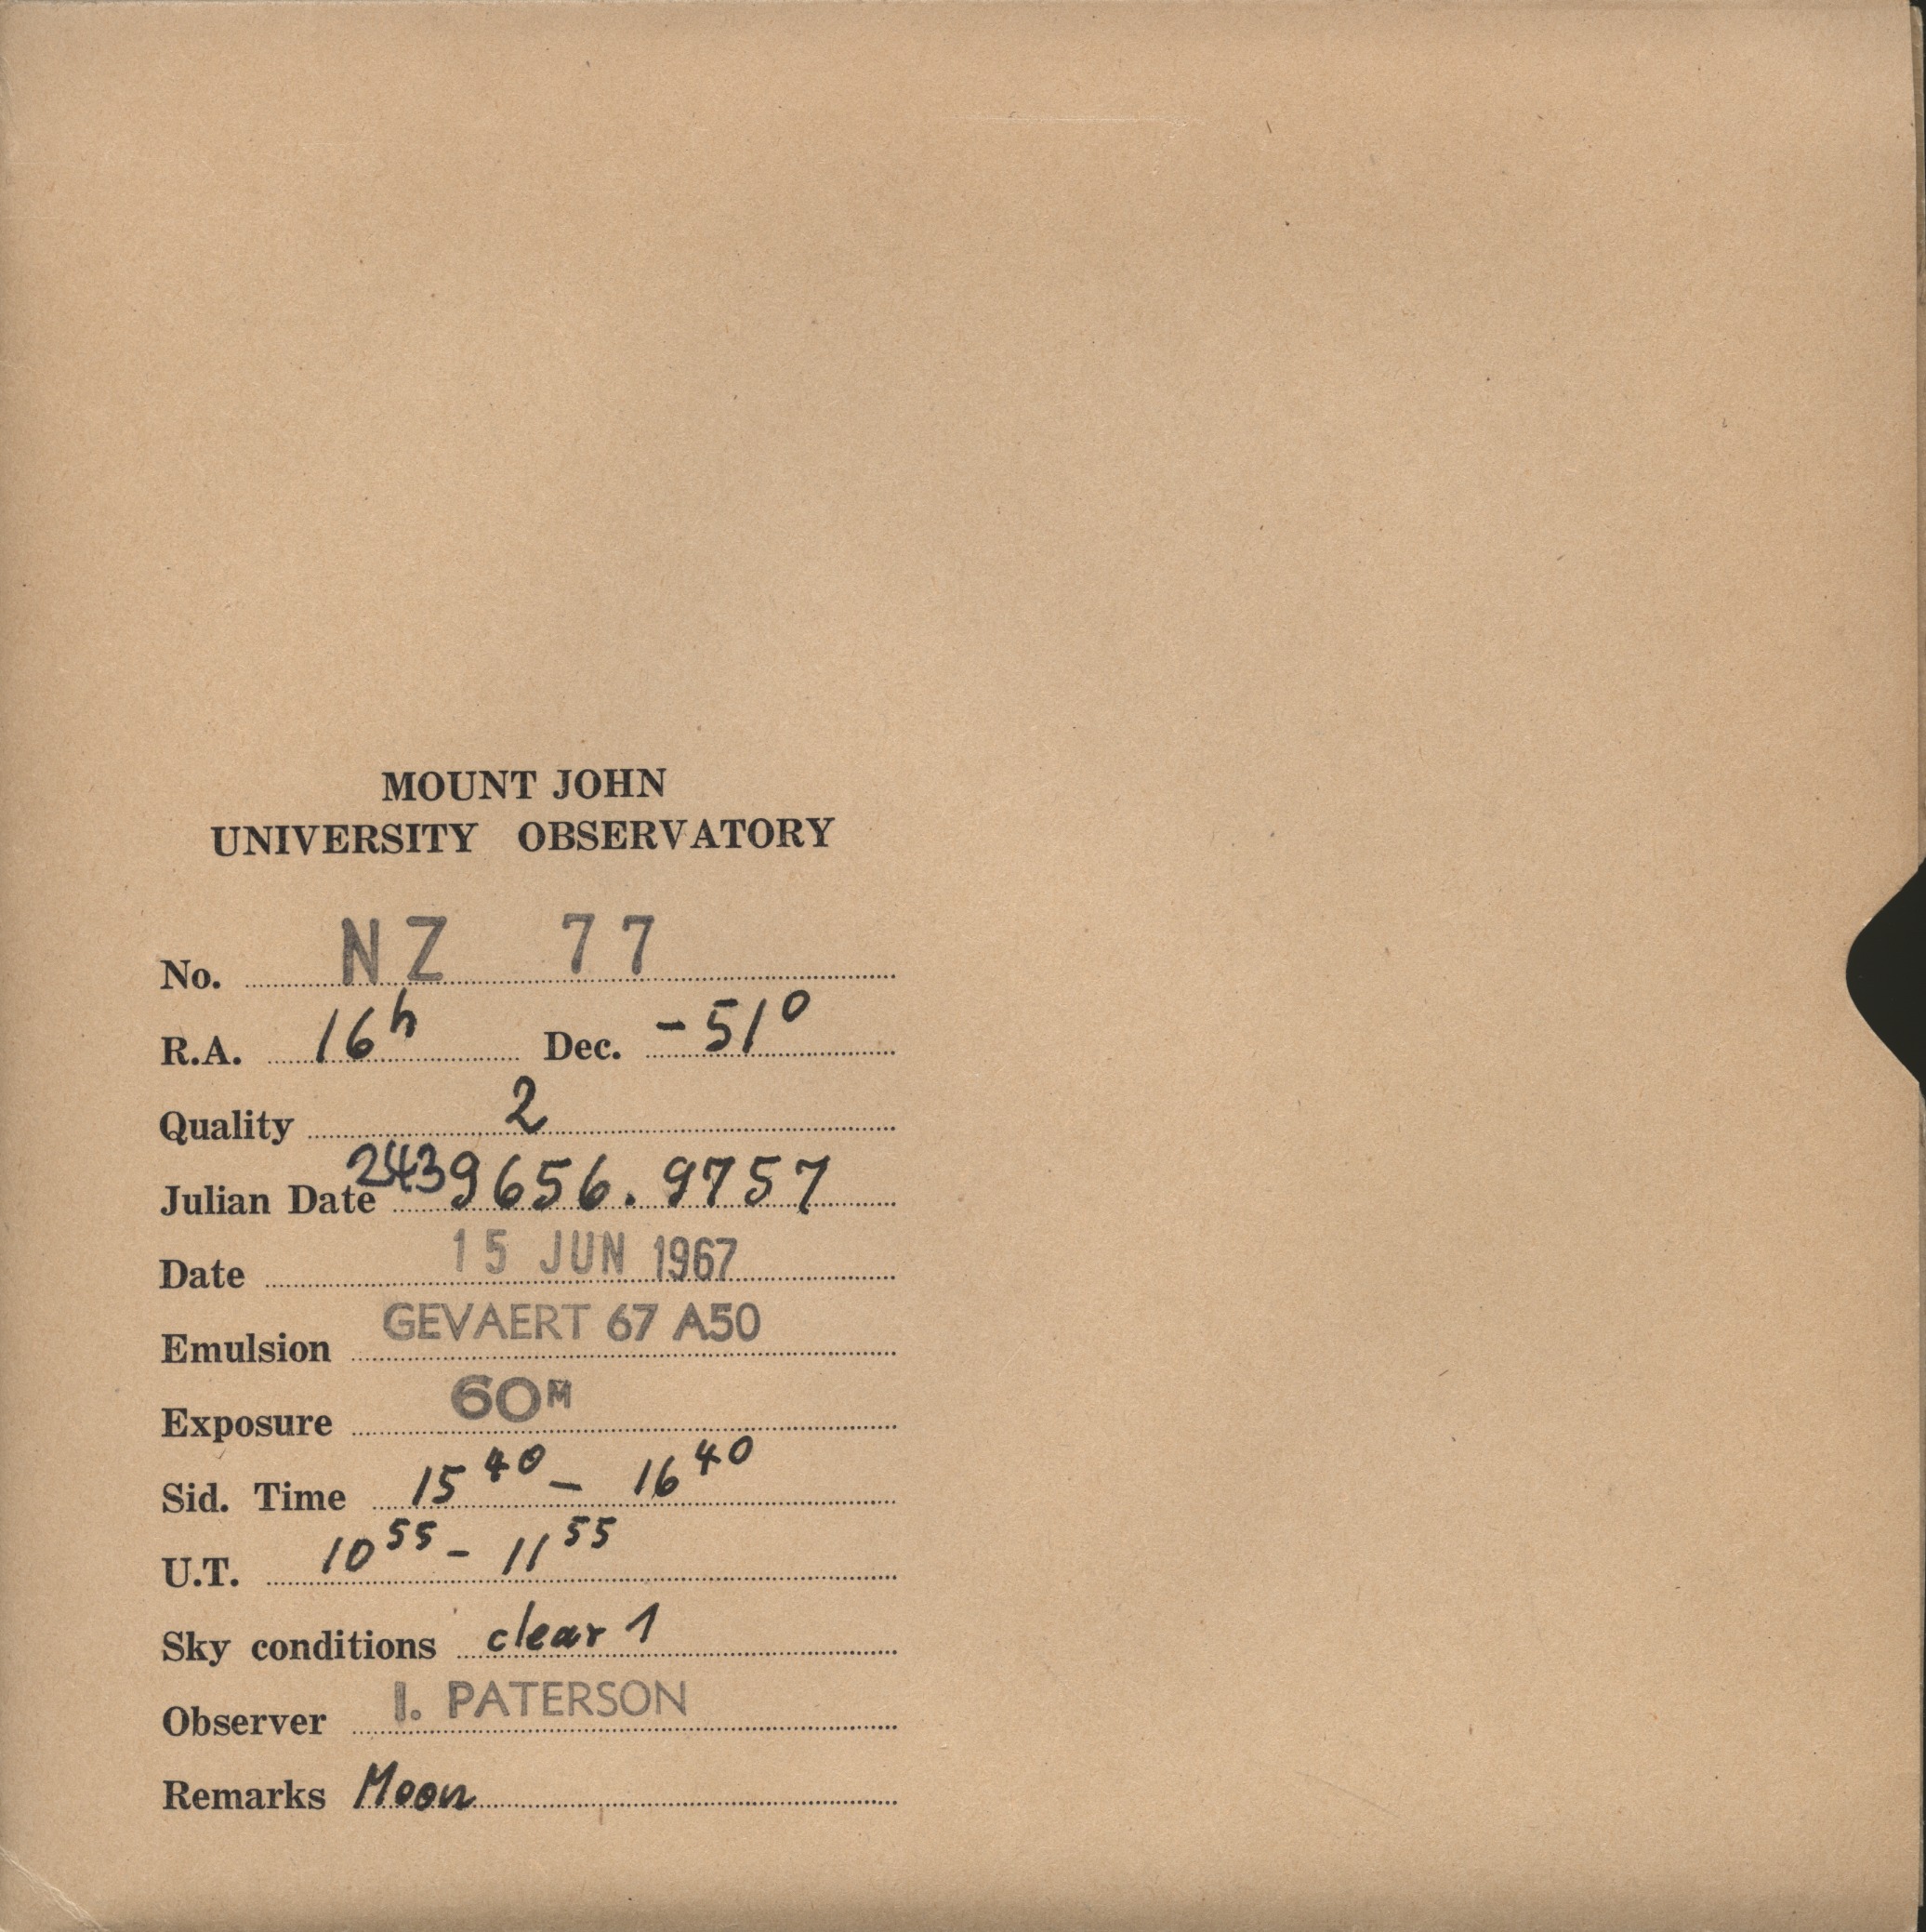 MOUNT JOHN
UNIVERSITY OBSERVATORY
No. NZ 77
R.A. 16h Dec. -51°
Quality 2
Julian Date 2439656.9757
Date 15 JUN 1967
Emulsion GEVAERT 67 A50
Exposure 60M
Sid. Time 15 40 - 16 40
U.T. 10 55 - 11 55
Sky conditions clear 1
Observer I. PATERSON
Remarks Moon